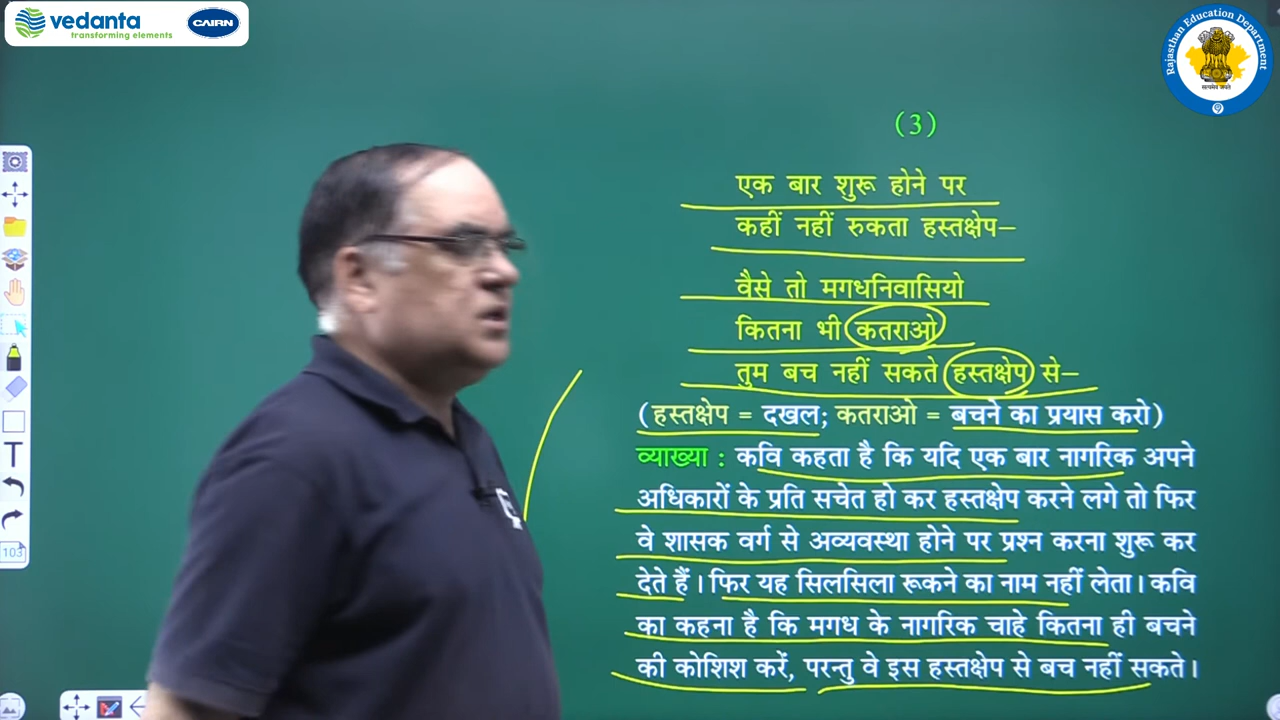 vedanta
transforming elements
CAIRN
Rajasthan Education Department
सत्यमेव जयते
(3)
एक बार शुरू होने पर
कहीं नहीं रुकता हस्तक्षेप–
वैसे तो मगधनिवासियो
कितना भी कतराओ
तुम बच नहीं सकते हस्तक्षेप से–
(हस्तक्षेप = दखल; कतराओ = बचने का प्रयास करो)
व्याख्या : कवि कहता है कि यदि एक बार नागरिक अपने
अधिकारों के प्रति सचेत हो कर हस्तक्षेप करने लगे तो फिर
वे शासक वर्ग से अव्यवस्था होने पर प्रश्न करना शुरू कर
देते हैं। फिर यह सिलसिला रूकने का नाम नहीं लेता। कवि
का कहना है कि मगध के नागरिक चाहे कितना ही बचने
की कोशिश करें, परन्तु वे इस हस्तक्षेप से बच नहीं सकते।
T
103